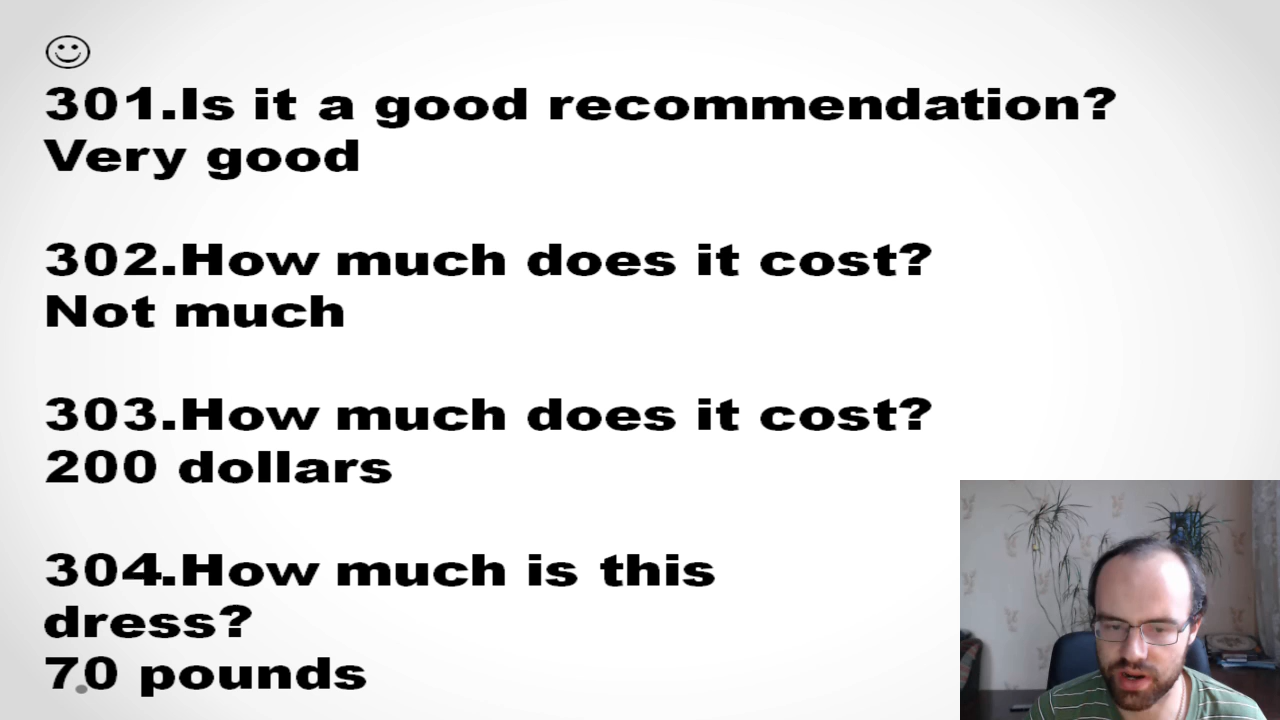 301.Is it a good recommendation?
Very good
302.How much does it cost?
Not much
303.How much does it cost?
200 dollars
304.How much is this
dress?
70 pounds